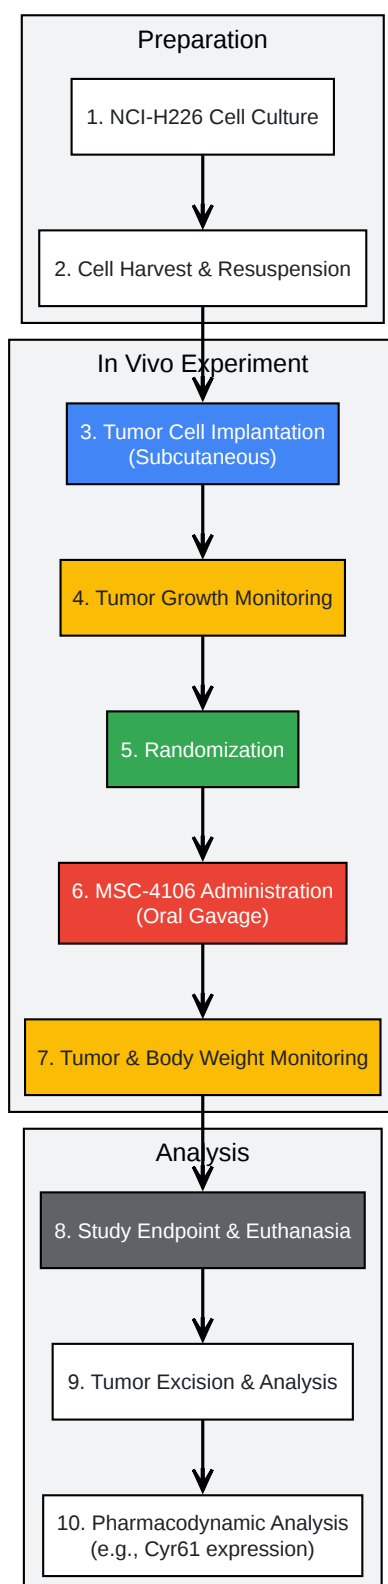 Preparation
1. NCI-H226 Cell Culture
2. Cell Harvest & Resuspension
In Vivo Experiment
3. Tumor Cell Implantation
(Subcutaneous)
4. Tumor Growth Monitoring
5. Randomization
6. MSC-4106 Administration
(Oral Gavage)
7. Tumor & Body Weight Monitoring
Analysis
8. Study Endpoint & Euthanasia
9. Tumor Excision & Analysis
10. Pharmacodynamic Analysis
(e.g., Cyr61 expression)